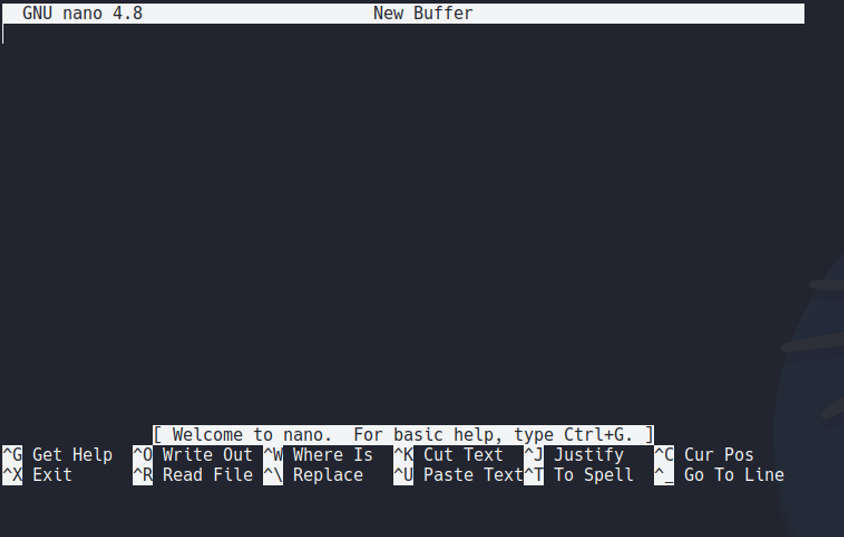 GNU nano 4.8 New Buffer
[ Welcome to nano.  For basic help, type Ctrl+G. ]
^G Get Help ^O Write Out ^W Where Is ^K Cut Text ^J Justify ^C Cur Pos
^X Exit ^R Read File ^\ Replace ^U Paste Text ^T To Spell ^_ Go To Line